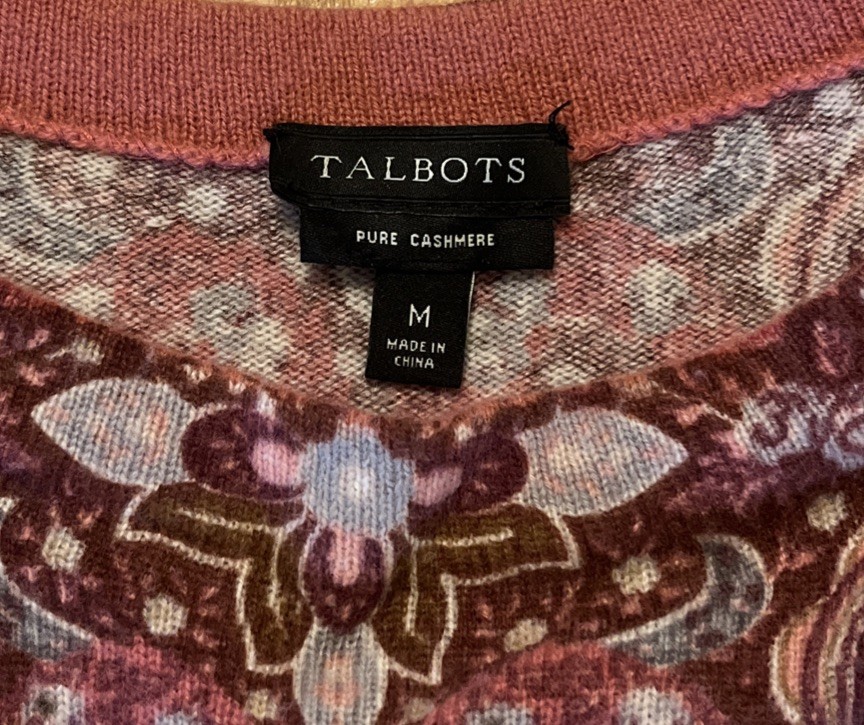 TALBOTS
PURE CASHMERE
M
MADE IN
CHINA